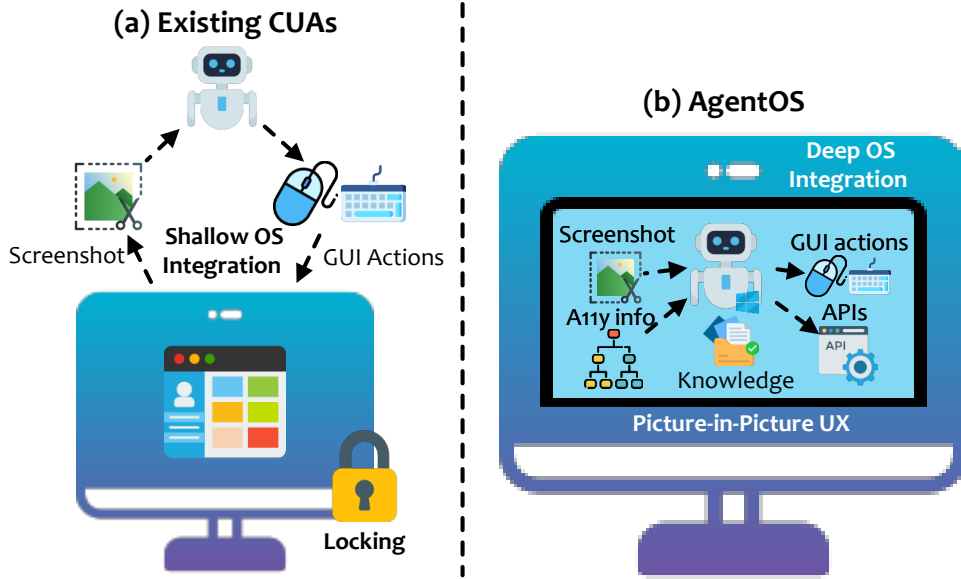 (a) Existing CUAs
Screenshot
Shallow OS
Integration
GUI Actions
Locking
(b) AgentOS
Deep OS
Integration
Screenshot
GUI actions
A11y info
APIs
API
Knowledge
Picture-in-Picture UX